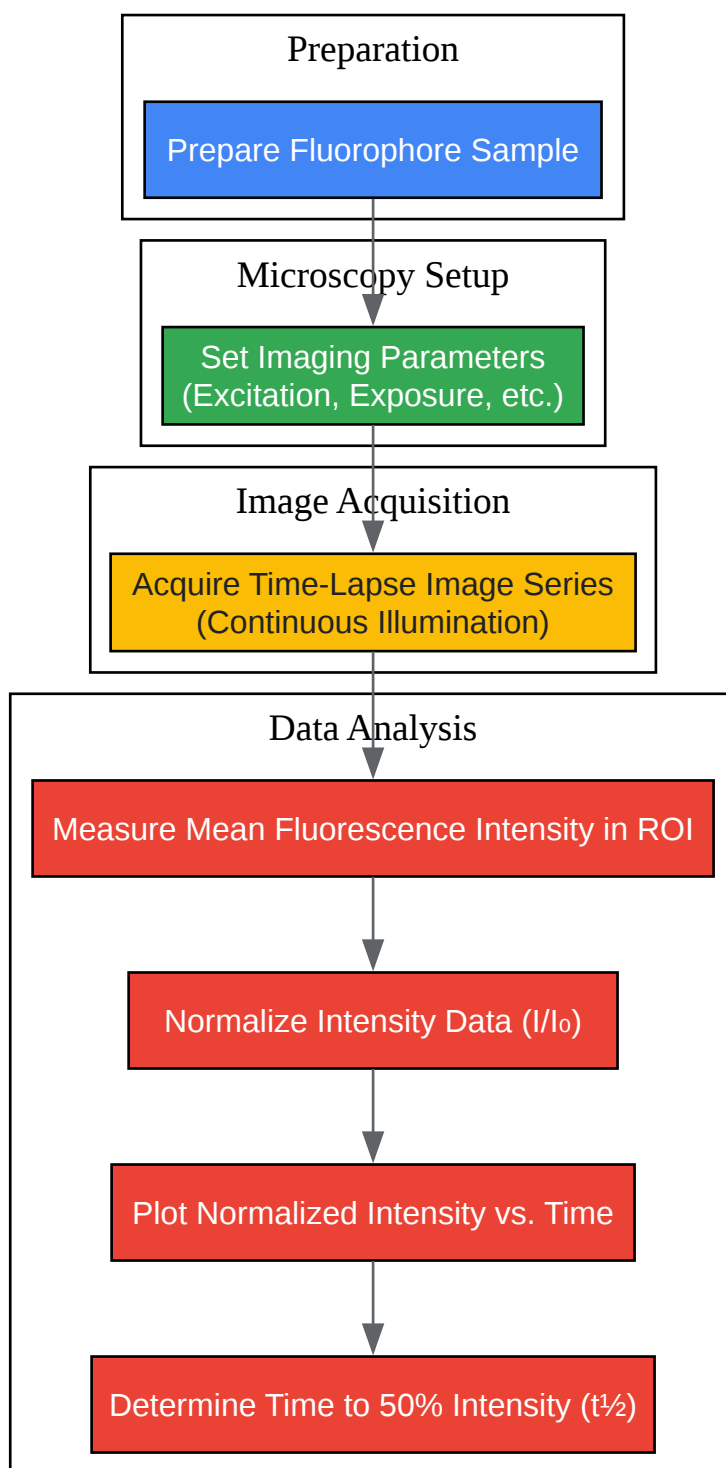 Preparation
Prepare Fluorophore Sample
Microscopy Setup
Set Imaging Parameters
(Excitation, Exposure, etc.)
Image Acquisition
Acquire Time-Lapse Image Series
(Continuous Illumination)
Data Analysis
Measure Mean Fluorescence Intensity in ROI
Normalize Intensity Data (I/I₀)
Plot Normalized Intensity vs. Time
Determine Time to 50% Intensity (t½)